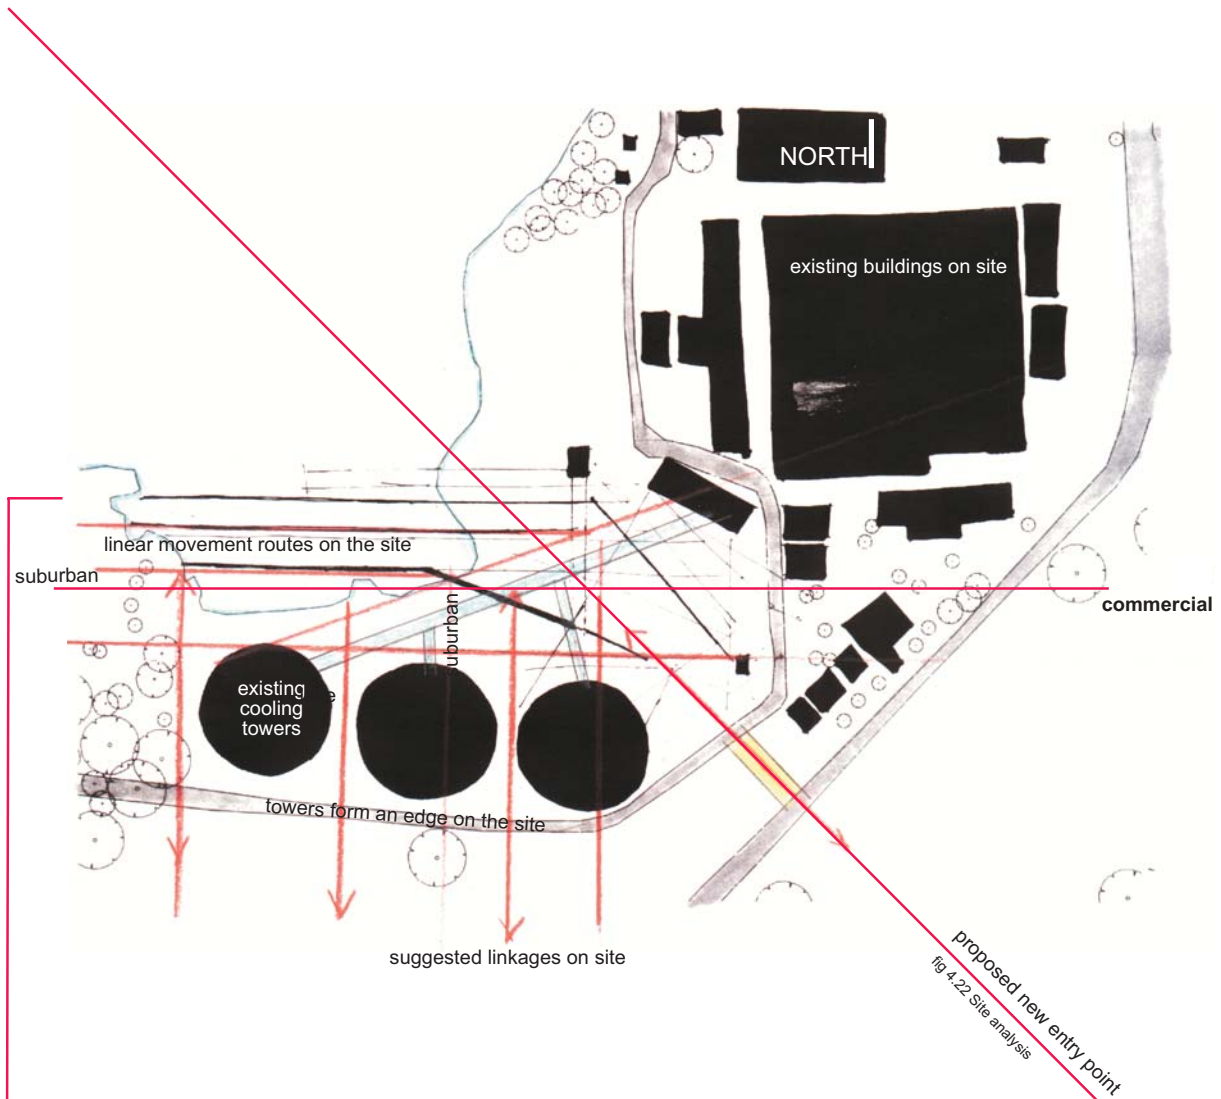 NORTH
existing buildings on site
linear movement routes on the site
suburban
commercial
existing
cooling
towers
towers form an edge on the site
suggested linkages on site
proposed new entry point
fig 4.22 Site analysis